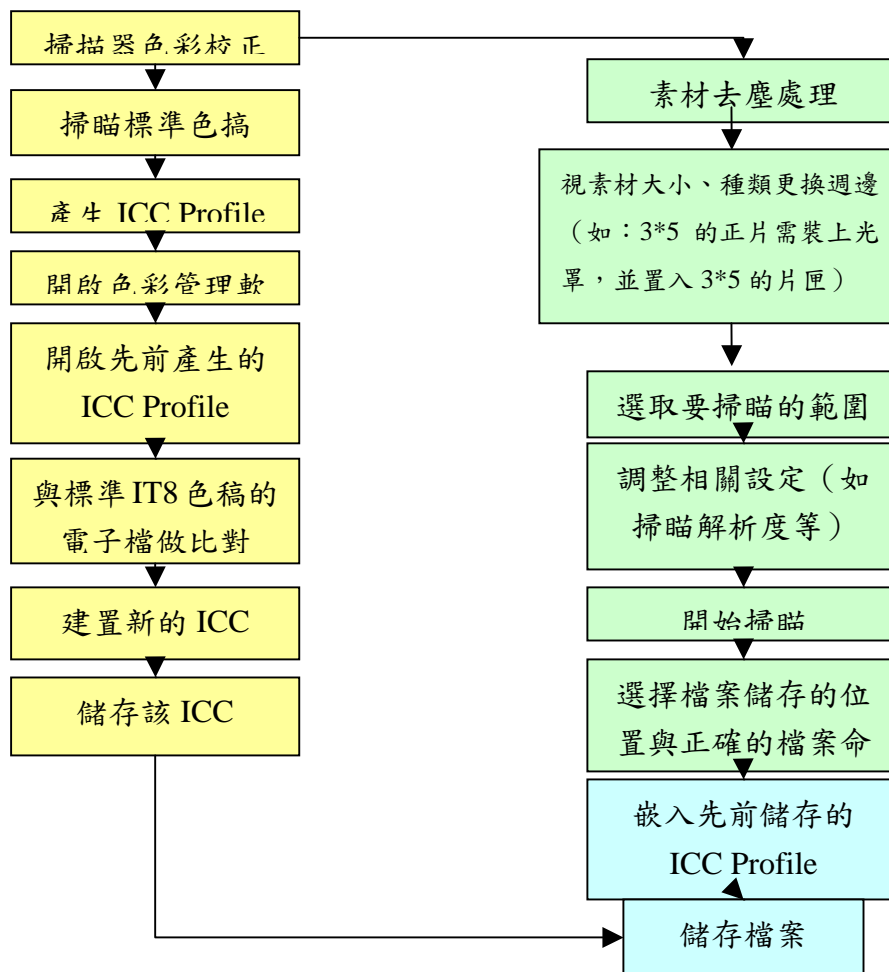 掃描器色彩校正
掃瞄標準色搞
產生 ICC Profile
開啟色彩管理軟
開啟先前產生的
ICC Profile
與標準 IT8 色稿的
電子檔做比對
建置新的 ICC
儲存該 ICC
素材去塵處理
視素材大小、種類更換週邊
（如：3*5 的正片需裝上光
罩，並置入 3*5 的片匣）
選取要掃瞄的範圍
調整相關設定（如
掃瞄解析度等）
開始掃瞄
選擇檔案儲存的位
置與正確的檔案命
嵌入先前儲存的
ICC Profile
儲存檔案